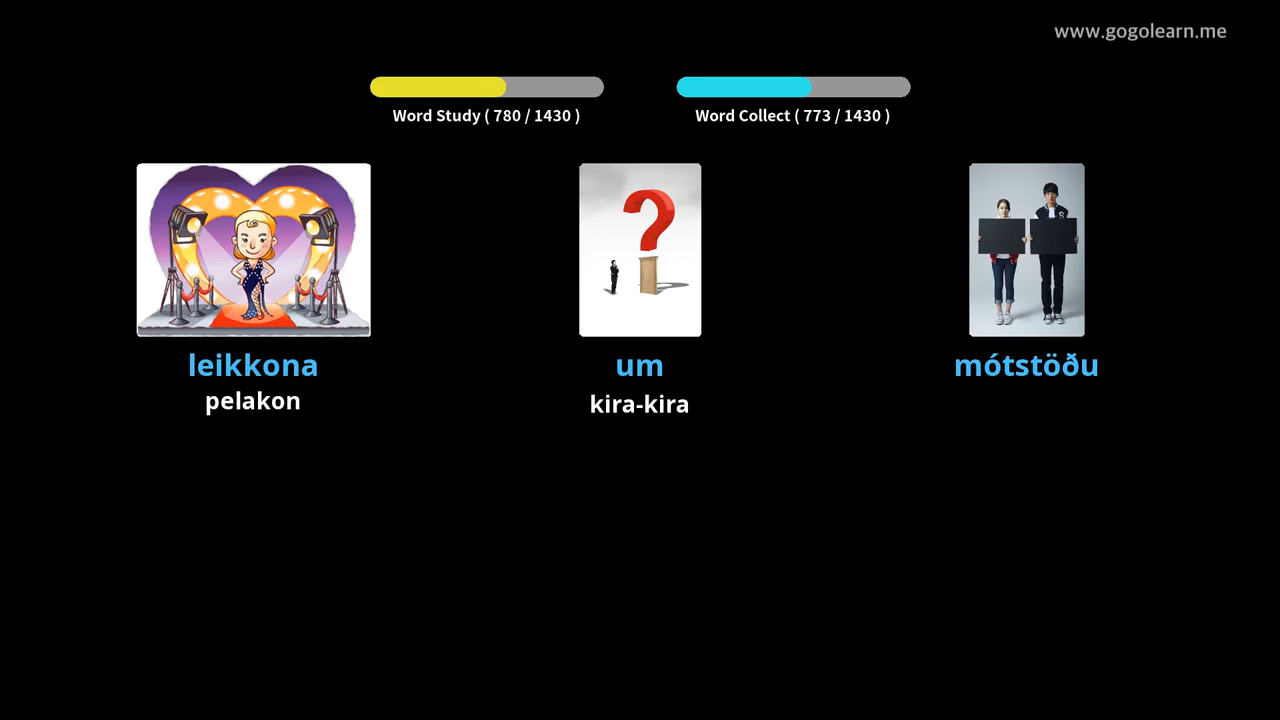 www.gogolearn.me
Word Study ( 780 / 1430 )
Word Collect ( 773 / 1430 )
leikkona
um
mótstöðu
pelakon
kira-kira